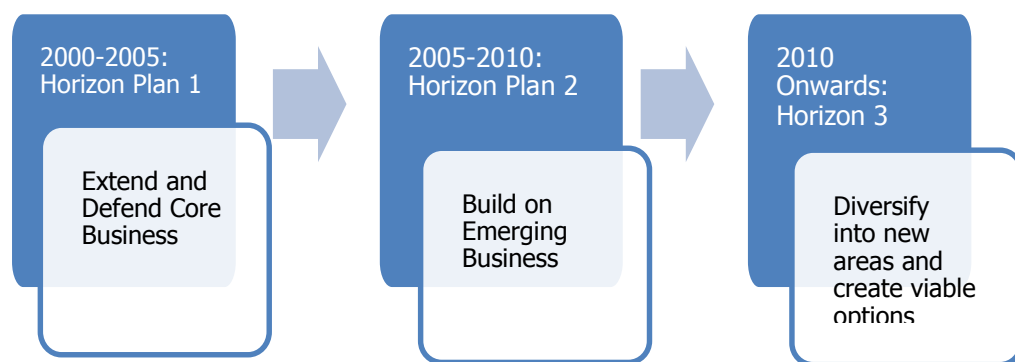 2000-2005:
Horizon Plan 1
Extend and
Defend Core
Business
2005-2010:
Horizon Plan 2
Build on
Emerging
Business
2010
Onwards:
Horizon 3
Diversify
into new
areas and
create viable
options